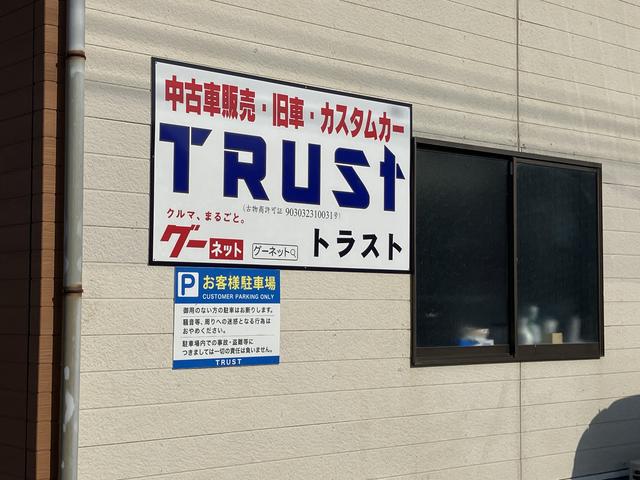 中古車販売・旧車・カスタムカー
TRUST
(古物商許可証 903032310031号)
クルマ、まるごと。
グーネット
グーネット
トラスト
P お客様駐車場
CUSTOMER PARKING ONLY
御用のない方の駐車はお断りします。
騒音等、周りへの迷惑となる行為は
おやめください。
駐車場内での事故・盗難等に
つきましては一切の責任は負いません。
TRUST